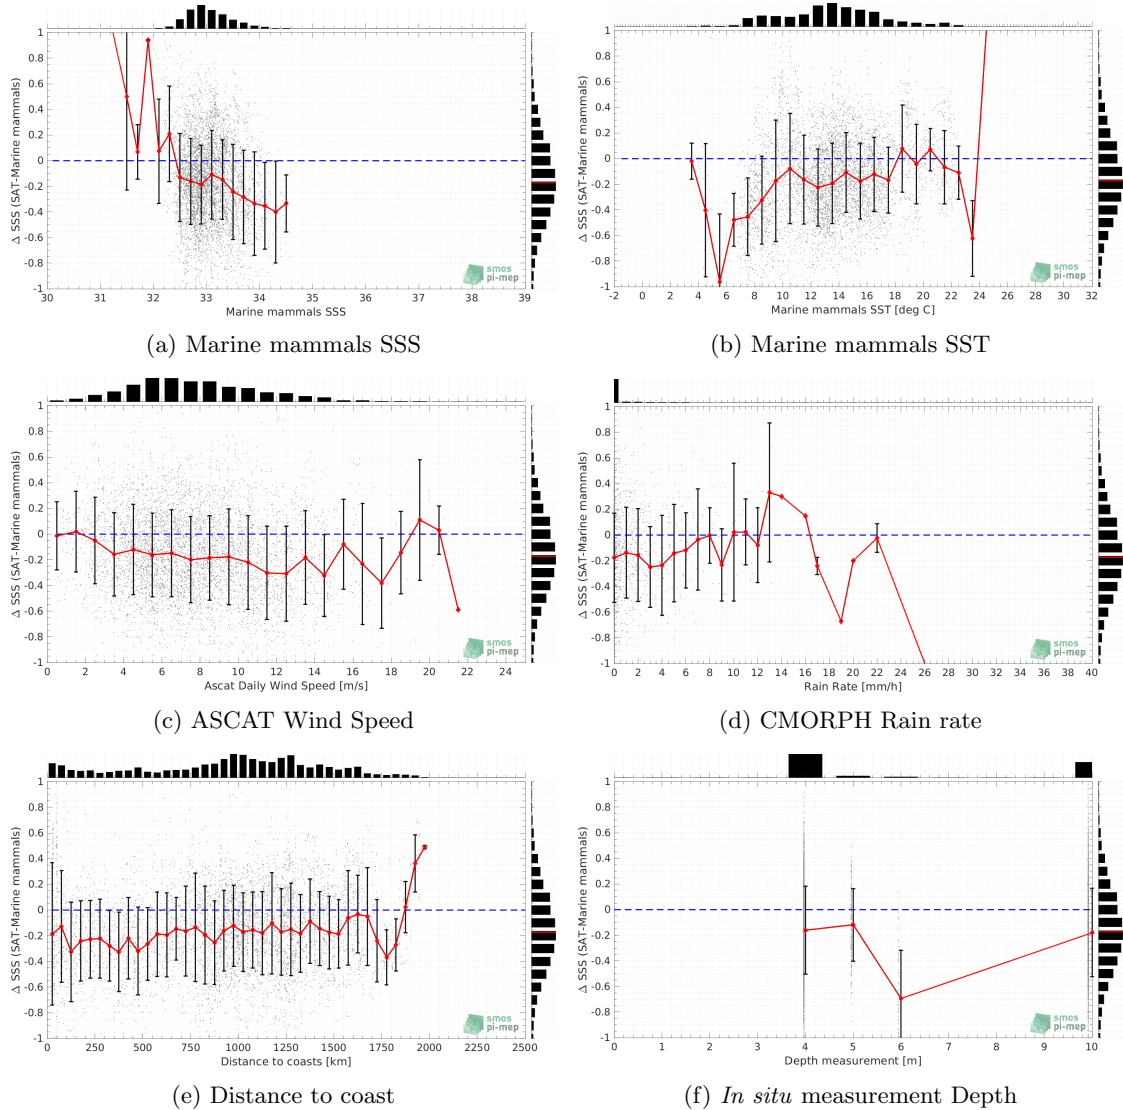 1
0.8
0.6
0.4
0.2
0
-0.2
-0.4
-0.6
-0.8
-1
Δ SSS (SAT-Marine mammals)
30 31 32 33 34 35 36 37 38 39
Marine mammals SSS
smos
pi-mep
(a) Marine mammals SSS
1
0.8
0.6
0.4
0.2
0
-0.2
-0.4
-0.6
-0.8
-1
Δ SSS (SAT-Marine mammals)
-2 0 2 4 6 8 10 12 14 16 18 20 22 24 26 28 30 32
Marine mammals SST [deg C]
smos
pi-mep
(b) Marine mammals SST
1
0.8
0.6
0.4
0.2
0
-0.2
-0.4
-0.6
-0.8
-1
Δ SSS (SAT-Marine mammals)
0 2 4 6 8 10 12 14 16 18 20 22 24
Ascat Daily Wind Speed [m/s]
smos
pi-mep
(c) ASCAT Wind Speed
1
0.8
0.6
0.4
0.2
0
-0.2
-0.4
-0.6
-0.8
-1
Δ SSS (SAT-Marine mammals)
0 2 4 6 8 10 12 14 16 18 20 22 24 26 28 30 32 34 36 38 40
Rain Rate [mm/h]
smos
pi-mep
(d) CMORPH Rain rate
1
0.8
0.6
0.4
0.2
0
-0.2
-0.4
-0.6
-0.8
-1
Δ SSS (SAT-Marine mammals)
0 250 500 750 1000 1250 1500 1750 2000 2250 2500
Distance to coasts [km]
smos
pi-mep
(e) Distance to coast
1
0.8
0.6
0.4
0.2
0
-0.2
-0.4
-0.6
-0.8
-1
Δ SSS (SAT-Marine mammals)
0 1 2 3 4 5 6 7 8 9 10
Depth measurement [m]
smos
pi-mep
(f) In situ measurement Depth